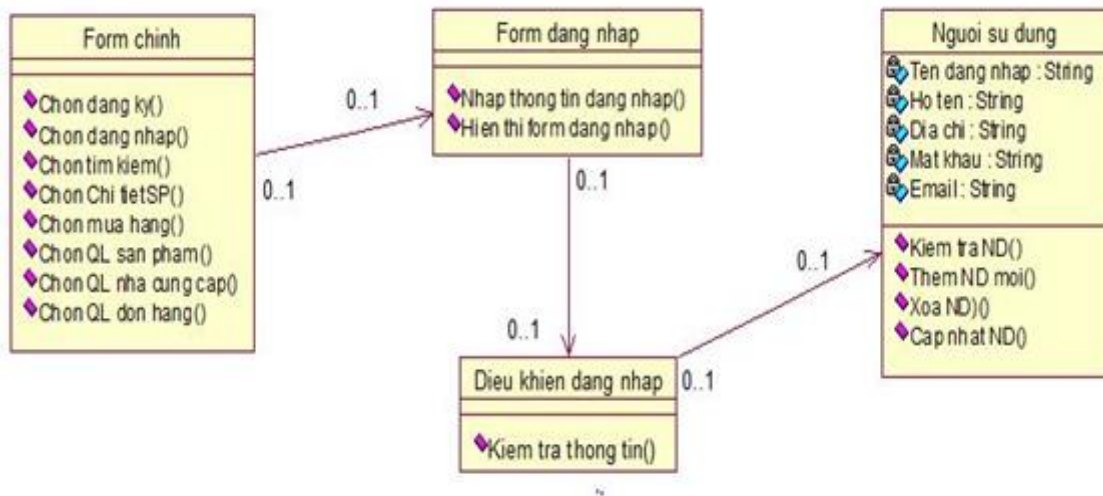 Form chinh
Chon dang ky()
Chon dang nhap()
Chon tim kiem()
Chon Chi tietSP()
Chon mua hang()
Chon QL san pham()
Chon QL nha cung cap()
Chon QL don hang()
0..1
0..1
Form dang nhap
Nhap thong tin dang nhap()
Hien thi form dang nhap()
0..1
0..1
Dieu khien dang nhap
Kiem tra thong tin()
0..1
0..1
Nguoi su dung
Ten dang nhap : String
Ho ten : String
Dia chi : String
Mat khau : String
Email : String
Kiem tra ND()
Them ND moi()
Xoa ND)()
Cap nhat ND()